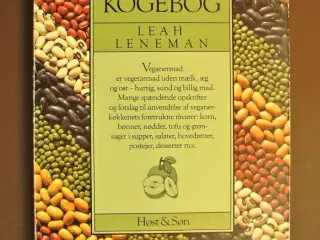 KOGEBOG
LEAH
LENEMAN
Veganermad
er vegetarmad uden mælk, æg
og ost – hurtig, sund og billig mad.
Mange spændende opskrifter
og forslag til anvendelse af veganer-
køkkenets foretrukne råvarer: korn,
bønner, nødder, tofu og grøn-
sager i supper, salater, hovedretter,
postejer, desserter m.v.
Høst & Søn